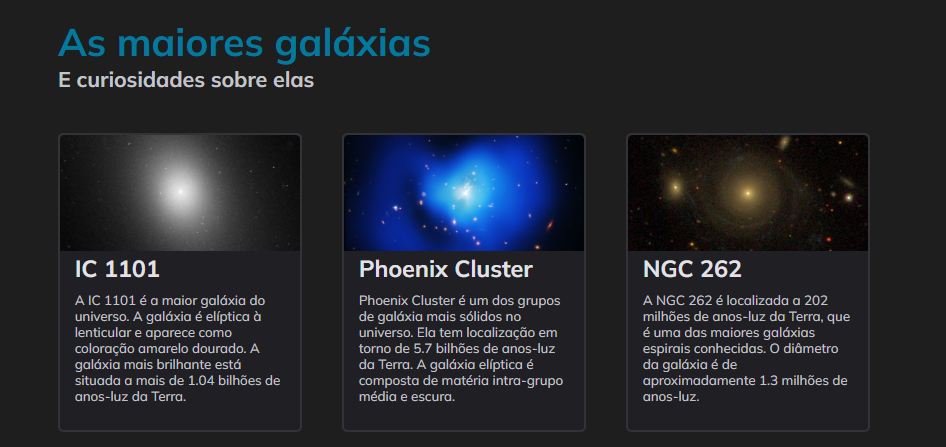 As maiores galáxias
E curiosidades sobre elas
IC 1101
A IC 1101 é a maior galáxia do
universo. A galáxia é elíptica à
lenticular e aparece como
coloração amarelo dourado. A
galáxia mais brilhante está
situada a mais de 1.04 bilhões de
anos-luz da Terra.
Phoenix Cluster
Phoenix Cluster é um dos grupos
de galáxia mais sólidos no
universo. Ela tem localização em
torno de 5.7 bilhões de anos-luz
da Terra. A galáxia elíptica é
composta de matéria intra-grupo
média e escura.
NGC 262
A NGC 262 é localizada a 202
milhões de anos-luz da Terra, que
é uma das maiores galáxias
espirais conhecidas. O diâmetro
da galáxia é de
aproximadamente 1.3 milhões de
anos-luz.